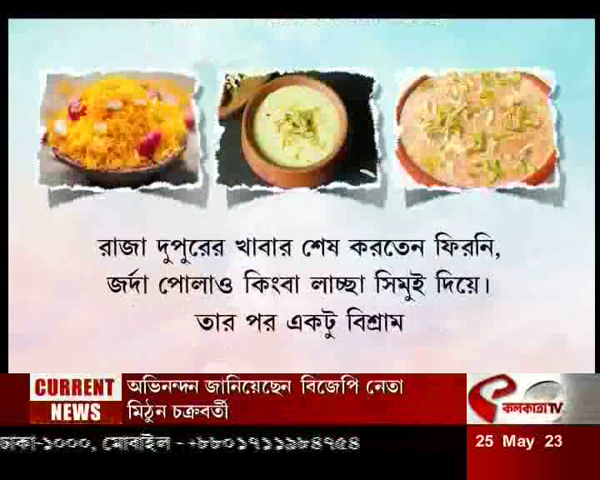 রাজা দুপুরের খাবার শেষ করতেন ফিরনি,
জর্দা পোলাও কিংবা লাচ্ছা সিমুই দিয়ে।
তার পর একটু বিশ্রাম
CURRENT NEWS
অভিনন্দন জানিয়েছেন বিজেপি নেতা
মিঠুন চক্রবর্তী
কলকাতা TV
ঢাকা-১০০০, মোবাইল - +৮৮০১৭১১৯৮৪৭৫৪
25 May 23